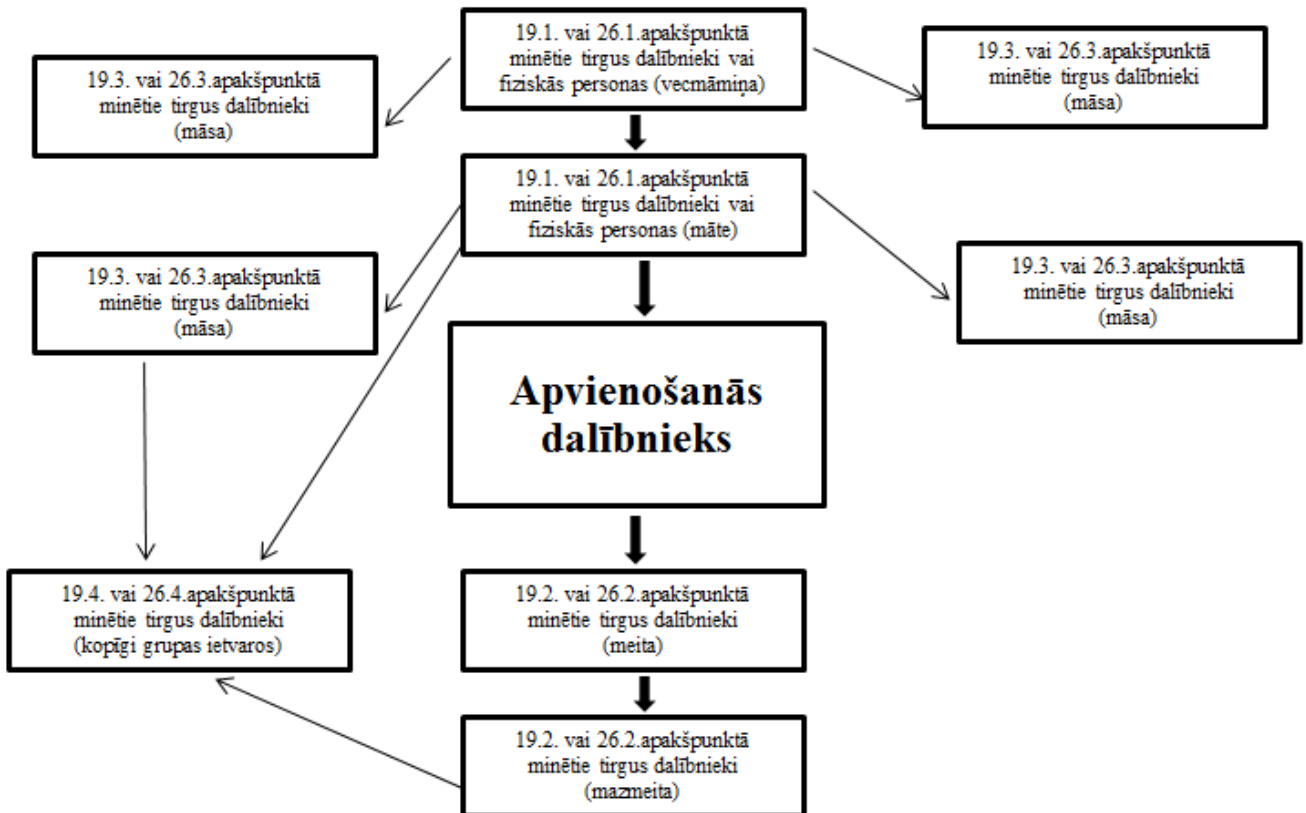 19.1. vai 26.1.apakšpunktā
minētie tirgus dalībnieki vai
fiziskās personas (vecmāmiņa)
19.3. vai 26.3.apakšpunktā
minētie tirgus dalībnieki
(māsa)
19.3. vai 26.3.apakšpunktā
minētie tirgus dalībnieki
(māsa)
19.1. vai 26.1.apakšpunktā
minētie tirgus dalībnieki vai
fiziskās personas (māte)
19.3. vai 26.3.apakšpunktā
minētie tirgus dalībnieki
(māsa)
19.3. vai 26.3.apakšpunktā
minētie tirgus dalībnieki
(māsa)
Apvienošanās
dalībnieks
19.4. vai 26.4.apakšpunktā
minētie tirgus dalībnieki
(kopīgi grupas ietvaros)
19.2. vai 26.2.apakšpunktā
minētie tirgus dalībnieki
(meita)
19.2. vai 26.2.apakšpunktā
minētie tirgus dalībnieki
(mazmeita)